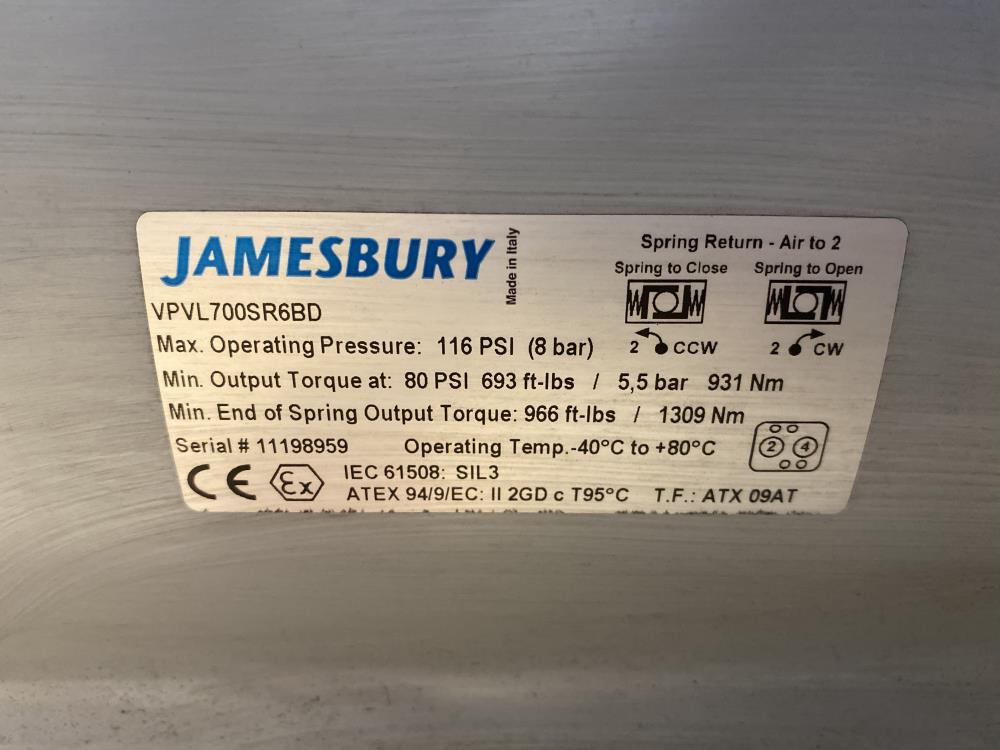 JAMESBURY
Made in Italy
VPVL700SR6BD
Spring Return - Air to 2
Spring to Close Spring to Open
2 CCW 2 CW
Max. Operating Pressure: 116 PSI (8 bar)
Min. Output Torque at: 80 PSI 693 ft-lbs / 5,5 bar 931 Nm
Min. End of Spring Output Torque: 966 ft-lbs / 1309 Nm
Serial # 11198959 Operating Temp.-40°C to +80°C
2 4
CE Ex IEC 61508: SIL3
ATEX 94/9/EC: II 2GD c T95°C T.F.: ATX 09AT